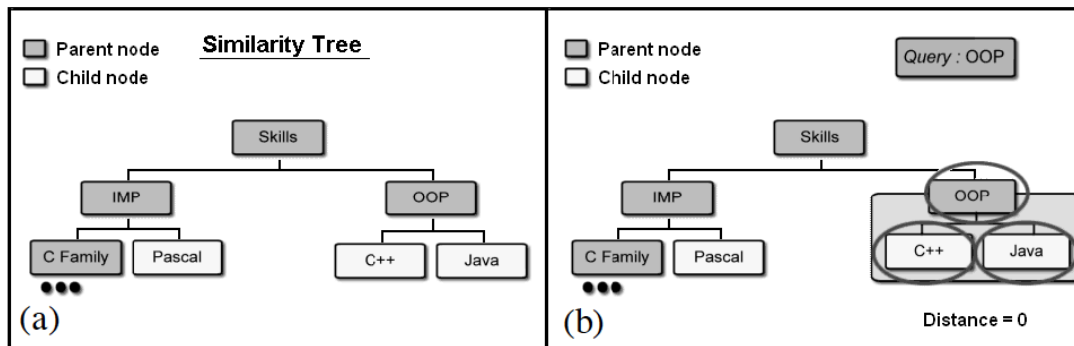 Similarity Tree
Parent node
Child node
Skills
IMP
OOP
C Family
Pascal
C++
Java
(a)
Parent node
Child node
Query : OOP
Skills
IMP
OOP
C Family
Pascal
C++
Java
(b)
Distance = 0